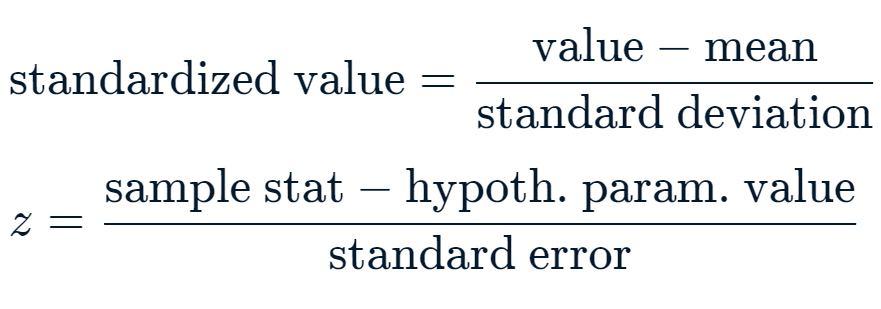 standardized value = value − mean / standard deviation
z = sample stat − hypoth. param. value / standard error